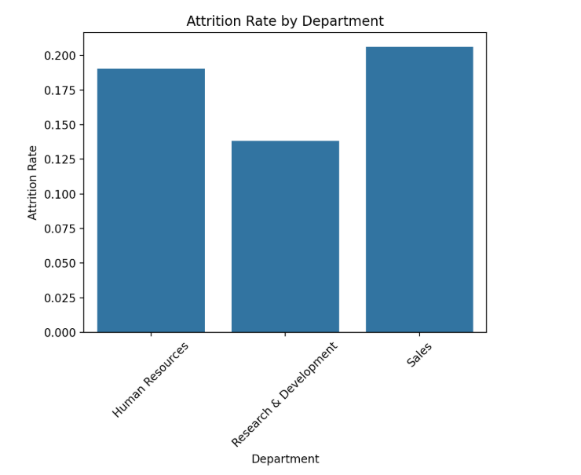 Attrition Rate by Department
Attrition Rate
0.200
0.175
0.150
0.125
0.100
0.075
0.050
0.025
0.000
Human Resources
Research & Development
Sales
Department